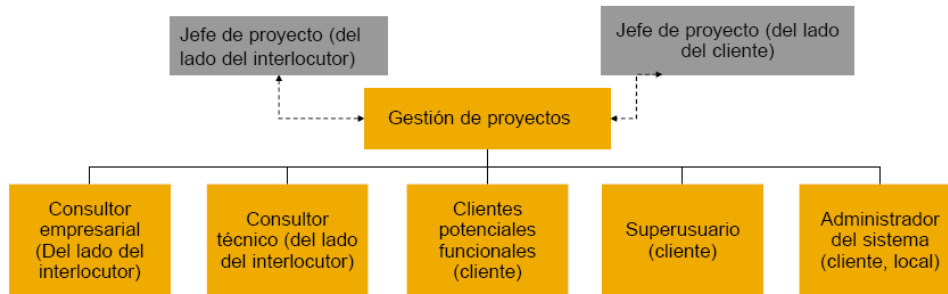 Jefe de proyecto (del
lado del interlocutor)
Jefe de proyecto (del lado
del cliente)
Gestión de proyectos
Consultor
empresarial
(Del lado del
interlocutor)
Consultor
técnico (del lado
del interlocutor)
Clientes
potenciales
funcionales
(cliente)
Superusuario
(cliente)
Administrador
del sistema
(cliente, local)